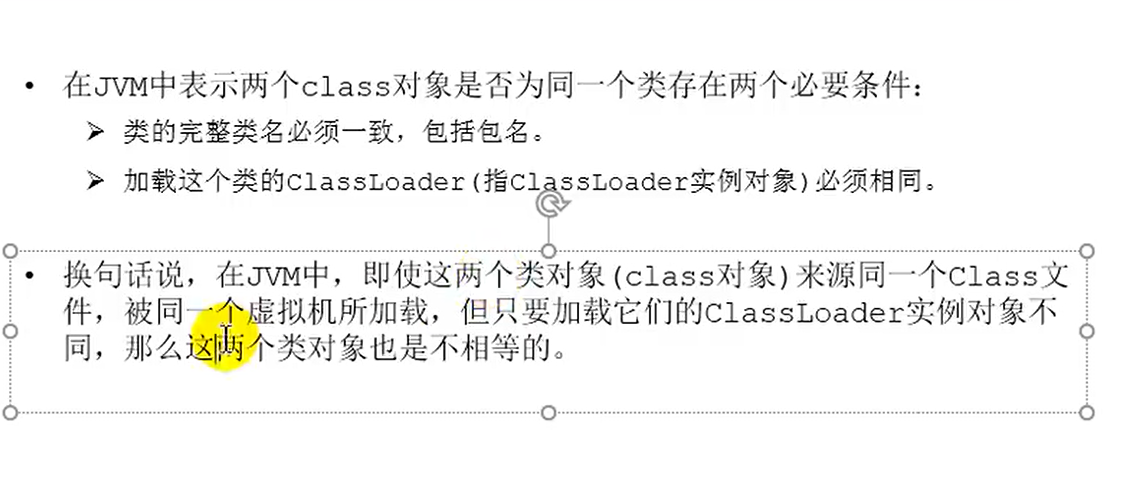 • 在JVM中表示两个class对象是否为同一个类存在两个必要条件：
➢ 类的完整类名必须一致，包括包名。
➢ 加载这个类的ClassLoader(指ClassLoader实例对象)必须相同。
• 换句话说，在JVM中，即使这两个类对象(class对象)来源同一个Class文
件，被同一个虚拟机所加载，但只要加载它们的ClassLoader实例对象不
同，那么这两个类对象也是不相等的。